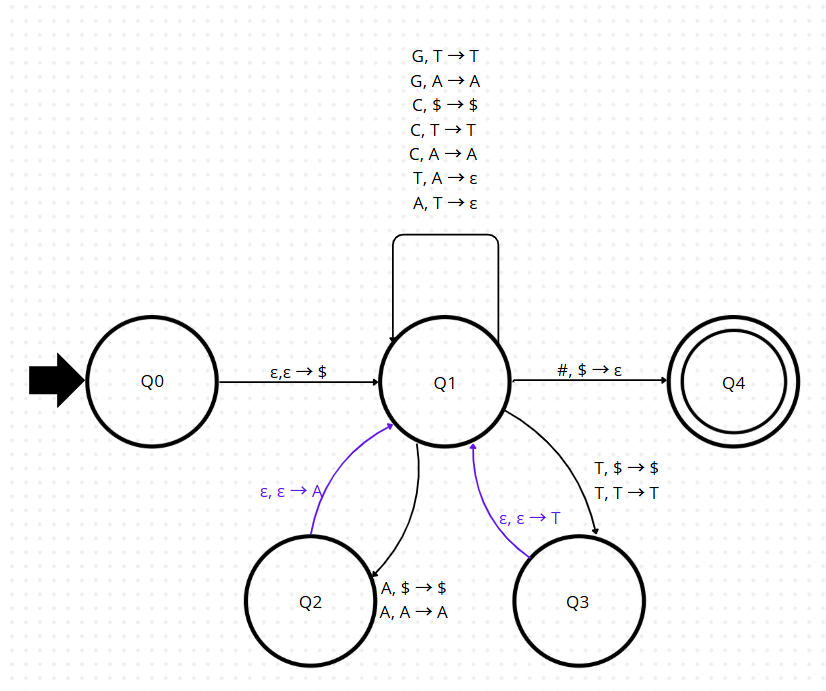 G, T → T
G, A → A
C, $ → $
C, T → T
C, A → A
T, A → ε
A, T → ε
Q0
ε,ε → $
Q1
#, $ → ε
Q4
T, $ → $
T, T → T
ε, ε → A
ε, ε → T
A, $ → $
A, A → A
Q2
Q3